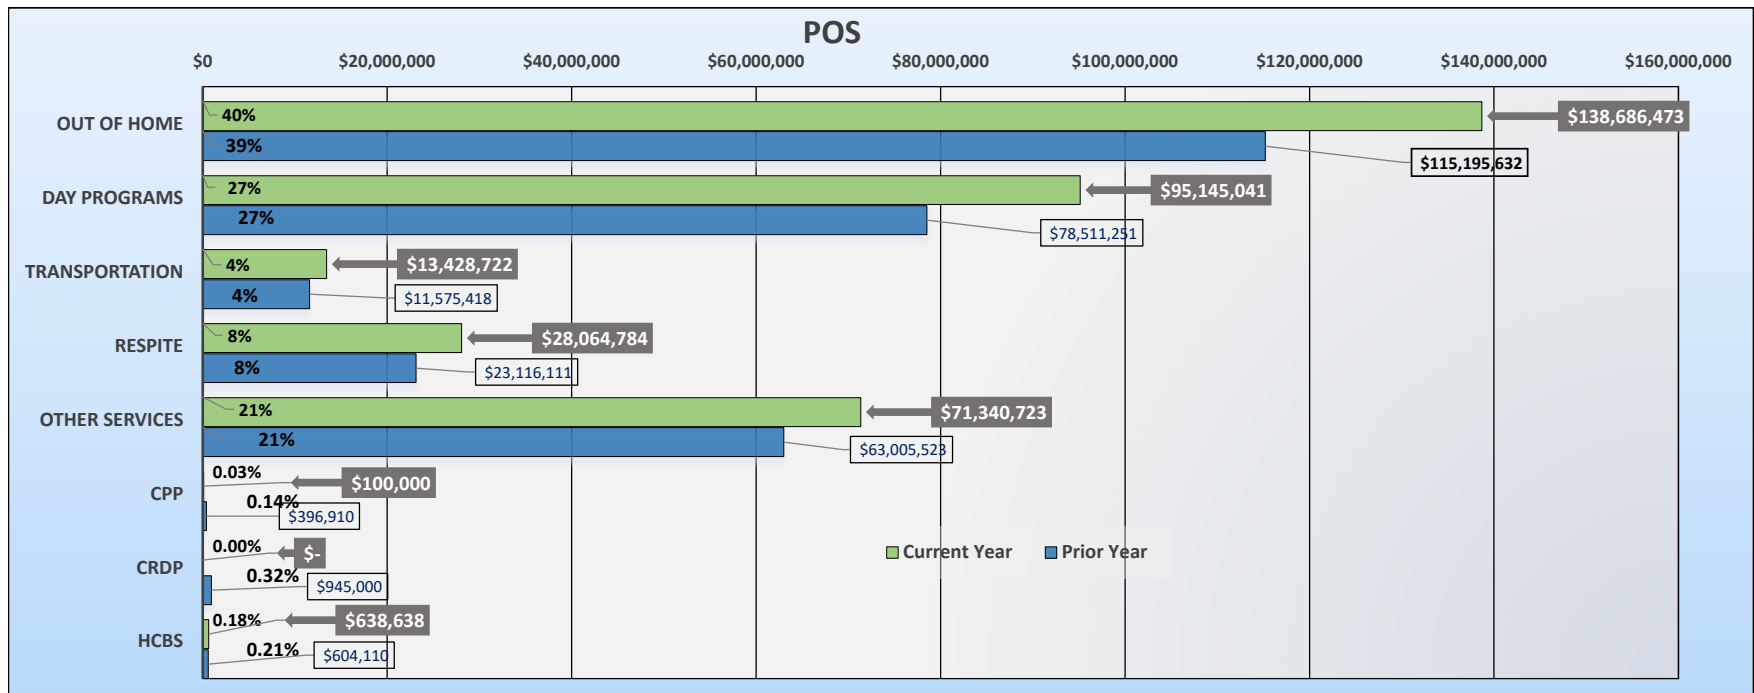 POS
$0 $20,000,000 $40,000,000 $60,000,000 $80,000,000 $100,000,000 $120,000,000 $140,000,000 $160,000,000
OUT OF HOME
40%
$138,686,473
39%
$115,195,632
DAY PROGRAMS
27%
$95,145,041
27%
$78,511,251
TRANSPORTATION
4%
$13,428,722
4%
$11,575,418
RESPITE
8%
$28,064,784
8%
$23,116,111
OTHER SERVICES
21%
$71,340,723
21%
$63,005,523
CPP
0.03%
$100,000
0.14%
$396,910
CRDP
0.00%
$-
0.32%
$945,000
Current Year
Prior Year
HCBS
0.18%
$638,638
0.21%
$604,110